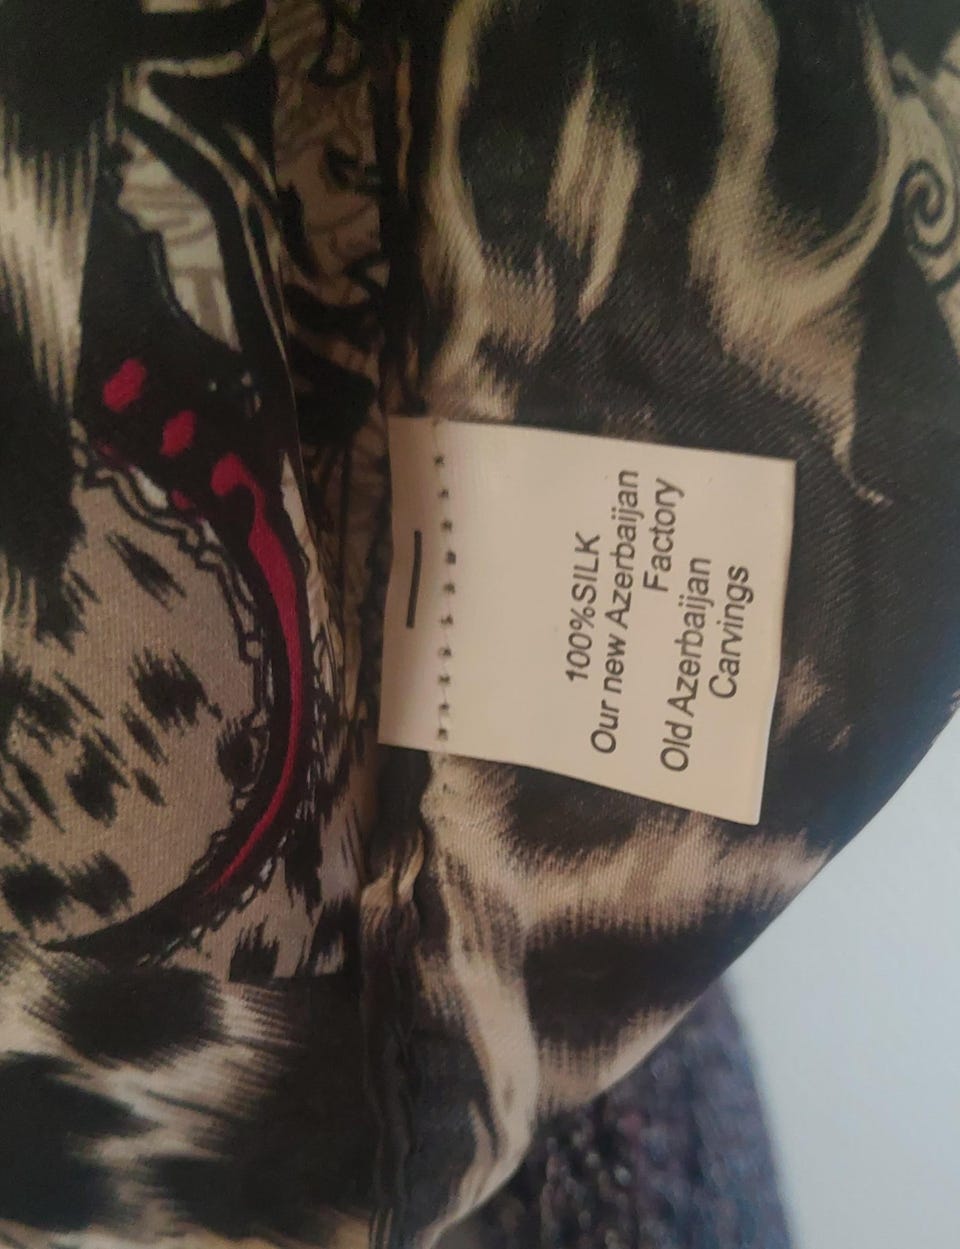 100%SILK
Our new Azerbaijan
Factory
Old Azerbaijan
Carvings